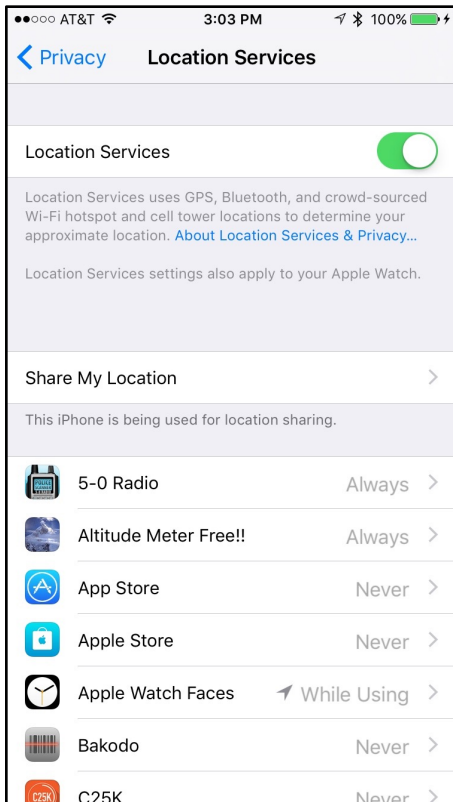 AT&T 3:03 PM 100%
Privacy Location Services
Location Services
Location Services uses GPS, Bluetooth, and crowd-sourced
Wi-Fi hotspot and cell tower locations to determine your
approximate location. About Location Services & Privacy...
Location Services settings also apply to your Apple Watch.
Share My Location
This iPhone is being used for location sharing.
5-0 Radio Always
Altitude Meter Free!! Always
App Store Never
Apple Store Never
Apple Watch Faces While Using
Bakodo Never
C25K C25K Never